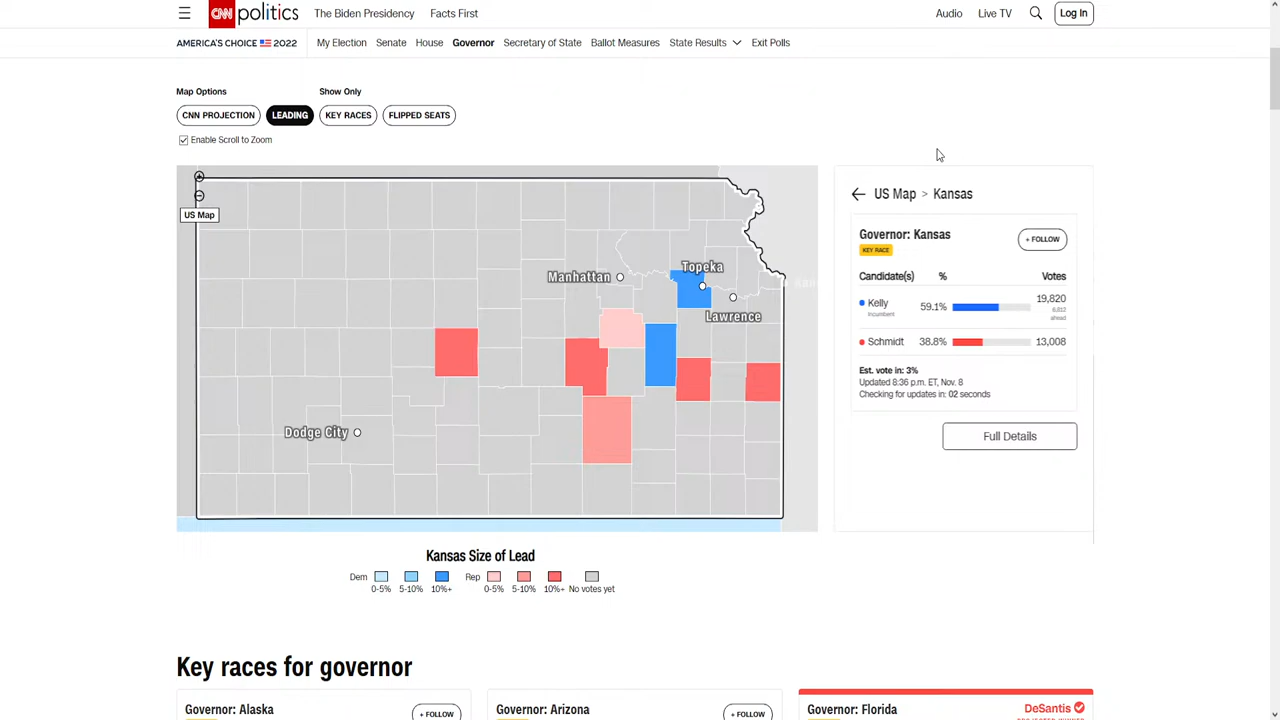 CNN politics The Biden Presidency Facts First Audio Live TV Log In
AMERICA'S CHOICE 2022 My Election Senate House Governor Secretary of State Ballot Measures State Results Exit Polls
Map Options Show Only
CNN PROJECTION LEADING KEY RACES FLIPPED SEATS
Enable Scroll to Zoom
US Map
Manhattan
Topeka
Lawrence
Dodge City
US Map > Kansas
Governor: Kansas
+ FOLLOW
KEY RACE
Candidate(s) % Votes
Kelly 59.1% 19,820
Incumbent
ahead
Schmidt 38.8% 13,008
Est. vote in: 3%
Updated 8:36 p.m. ET, Nov. 8
Checking for updates in: 02 seconds
Full Details
Kansas Size of Lead
Dem Rep
0-5% 5-10% 10%+ 0-5% 5-10% 10%+ No votes yet
Key races for governor
Governor: Alaska
+ FOLLOW
Governor: Arizona
+ FOLLOW
Governor: Florida
DeSantis